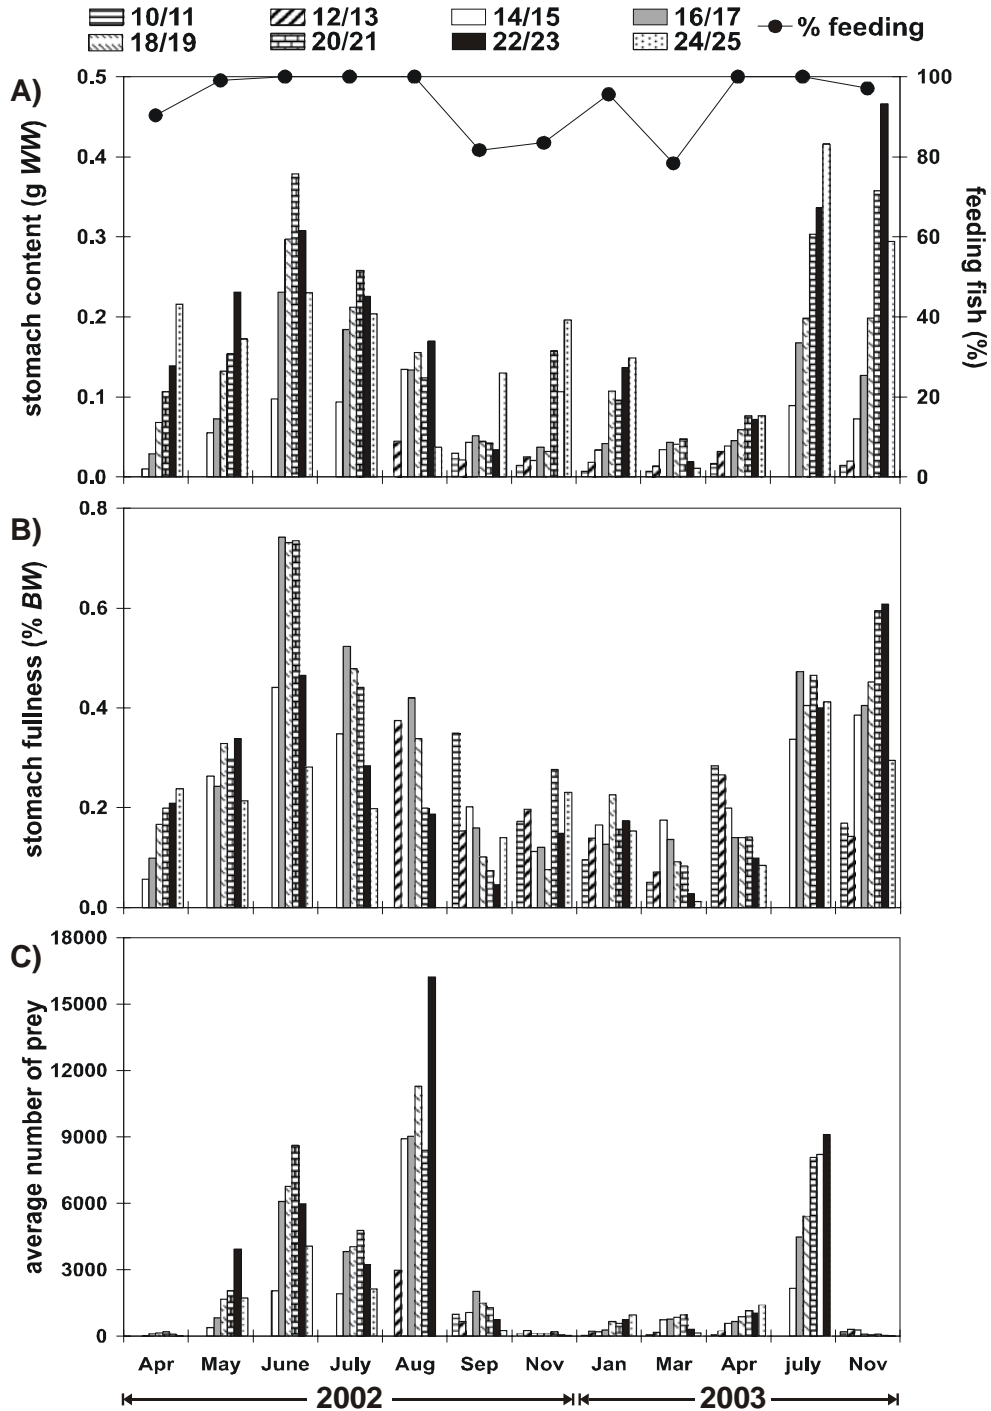 10/11 12/13 14/15 16/17 % feeding
18/19 20/21 22/23 24/25
A)
stomach content (g WW)
0.5
0.4
0.3
0.2
0.1
0.0
100
80
60
40
20
0
feeding fish (%)
B)
stomach fullness (% BW)
0.8
0.6
0.4
0.2
0.0
C)
average number of prey
18000
15000
12000
9000
6000
3000
0
Apr May June July Aug Sep Nov Jan Mar Apr july Nov
2002 2003